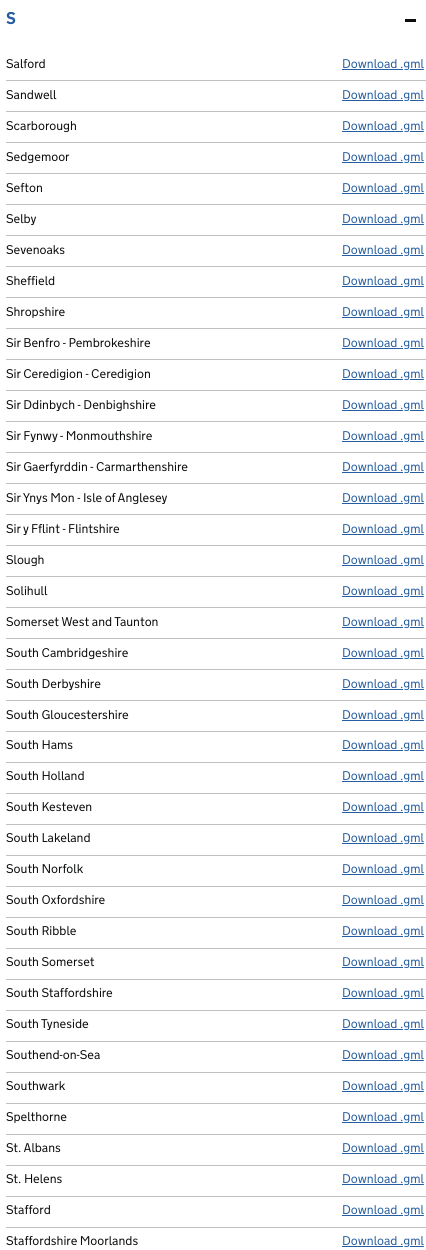 S
Salford Download .gml
Sandwell Download .gml
Scarborough Download .gml
Sedgemoor Download .gml
Sefton Download .gml
Selby Download .gml
Sevenoaks Download .gml
Sheffield Download .gml
Shropshire Download .gml
Sir Benfro - Pembrokeshire Download .gml
Sir Ceredigion - Ceredigion Download .gml
Sir Ddinbych - Denbighshire Download .gml
Sir Fynwy - Monmouthshire Download .gml
Sir Gaerfyrddin - Carmarthenshire Download .gml
Sir Ynys Mon - Isle of Anglesey Download .gml
Sir y Fflint - Flintshire Download .gml
Slough Download .gml
Solihull Download .gml
Somerset West and Taunton Download .gml
South Cambridgeshire Download .gml
South Derbyshire Download .gml
South Gloucestershire Download .gml
South Hams Download .gml
South Holland Download .gml
South Kesteven Download .gml
South Lakeland Download .gml
South Norfolk Download .gml
South Oxfordshire Download .gml
South Ribble Download .gml
South Somerset Download .gml
South Staffordshire Download .gml
South Tyneside Download .gml
Southend-on-Sea Download .gml
Southwark Download .gml
Spelthorne Download .gml
St. Albans Download .gml
St. Helens Download .gml
Stafford Download .gml
Staffordshire Moorlands Download .gml